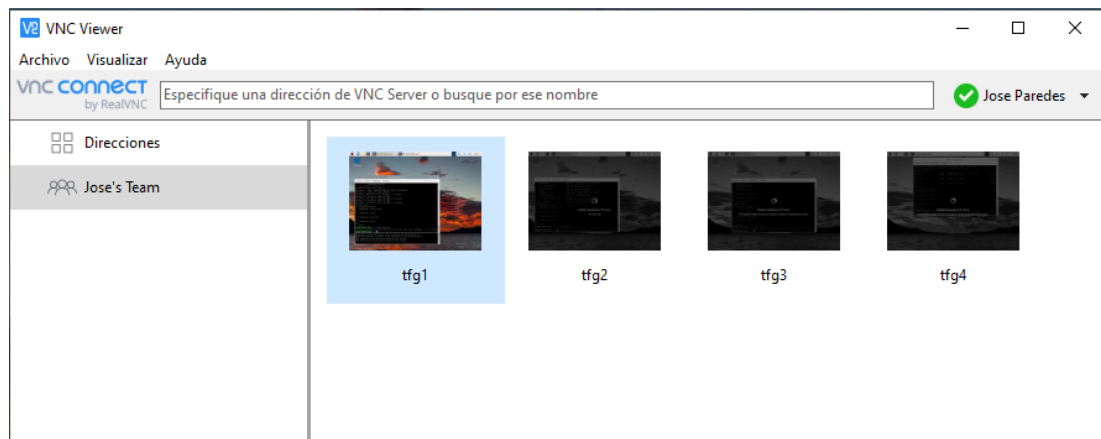 VNC Viewer
Archivo Visualizar Ayuda
VNC CONNECT
by RealVNC
Especifique una dirección de VNC Server o busque por ese nombre
Jose Paredes
Direcciones
Jose's Team
tfg1
tfg2
tfg3
tfg4